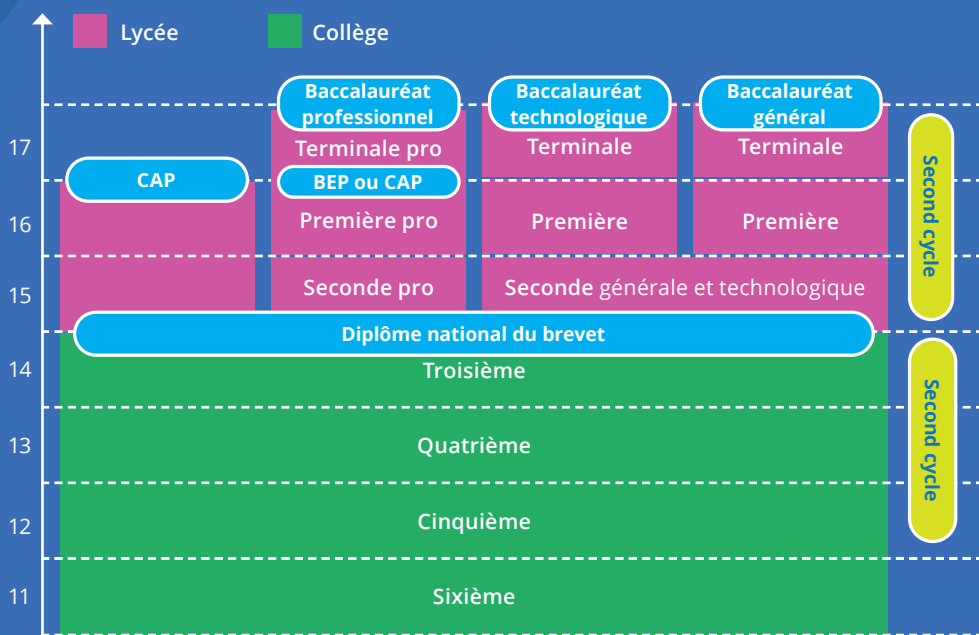 Lycée
Collège
Baccalauréat
professionnel
Baccalauréat
technologique
Baccalauréat
général
17
Terminale pro
Terminale
Terminale
CAP
BEP ou CAP
16
Première pro
Première
Première
Second cycle
15
Seconde pro
Seconde générale et technologique
Diplôme national du brevet
14
Troisième
13
Quatrième
Second cycle
12
Cinquième
11
Sixième